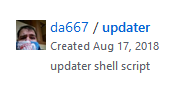 da667 / updater
Created Aug 17, 2018
updater shell script